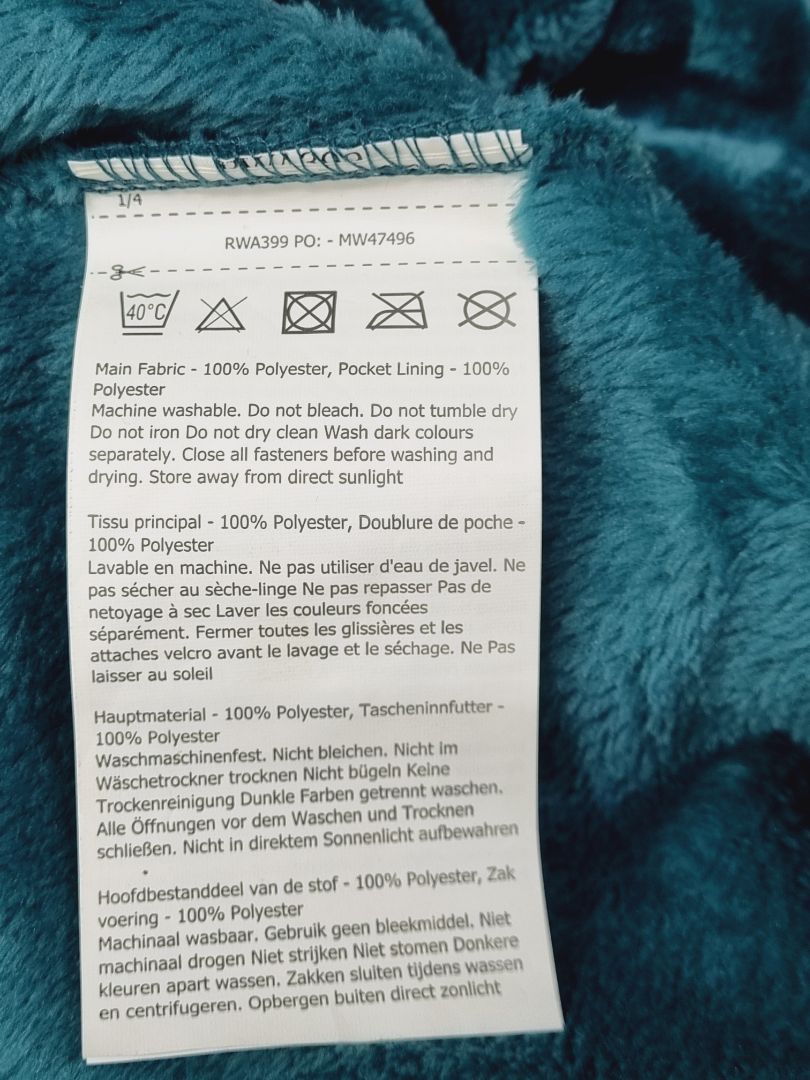 1/4
RWA399 PO: - MW47496
40°C
Main Fabric - 100% Polyester, Pocket Lining - 100%
Polyester
Machine washable. Do not bleach. Do not tumble dry
Do not iron Do not dry clean Wash dark colours
separately. Close all fasteners before washing and
drying. Store away from direct sunlight
Tissu principal - 100% Polyester, Doublure de poche -
100% Polyester
Lavable en machine. Ne pas utiliser d'eau de javel. Ne
pas sécher au sèche-linge Ne pas repasser Pas de
netoyage à sec Laver les couleurs foncées
séparément. Fermer toutes les glissières et les
attaches velcro avant le lavage et le séchage. Ne Pas
laisser au soleil
Hauptmaterial - 100% Polyester, Tascheninnfutter -
100% Polyester
Waschmaschinenfest. Nicht bleichen. Nicht im
Wäschetrockner trocknen Nicht bügeln Keine
Trockenreinigung Dunkle Farben getrennt waschen.
Alle Öffnungen vor dem Waschen und Trocknen
schließen. Nicht in direktem Sonnenlicht aufbewahren
Hoofdbestanddeel van de stof - 100% Polyester, Zak
voering - 100% Polyester
Machinaal wasbaar. Gebruik geen bleekmiddel. Niet
machinaal drogen Niet strijken Niet stomen Donkere
kleuren apart wassen. Zakken sluiten tijdens wassen
en centrifugeren. Opbergen buiten direct zonlicht